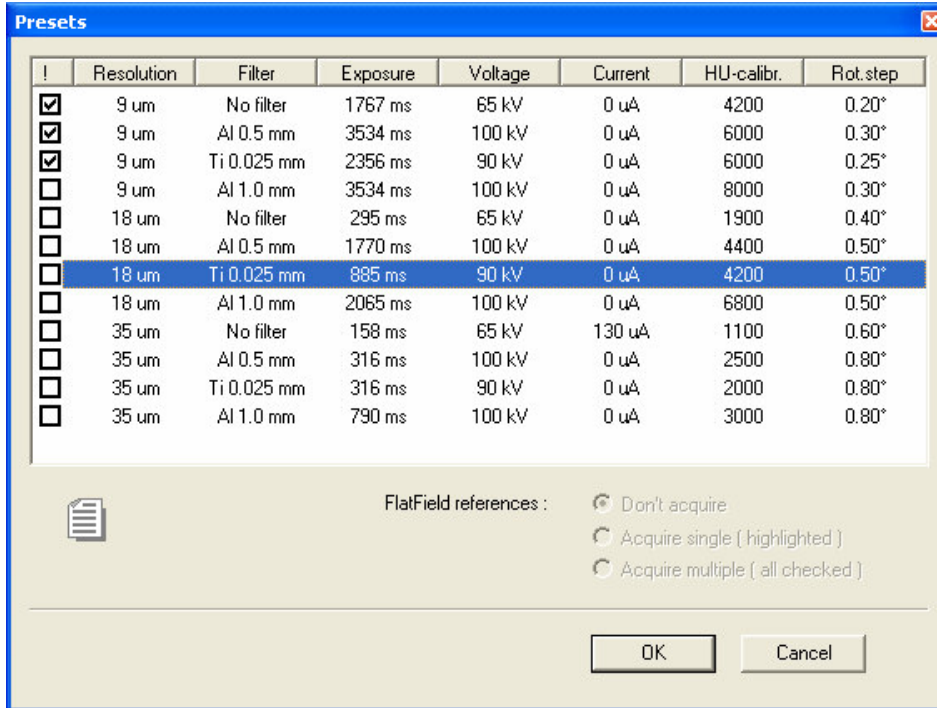 Presets
! Resolution Filter Exposure Voltage Current HU-calibr. Rot.step
9 um No filter 1767 ms 65 kV 0 uA 4200 0.20°
9 um Al 0.5 mm 3534 ms 100 kV 0 uA 6000 0.30°
9 um Ti 0.025 mm 2356 ms 90 kV 0 uA 6000 0.25°
9 um Al 1.0 mm 3534 ms 100 kV 0 uA 8000 0.30°
18 um No filter 295 ms 65 kV 0 uA 1900 0.40°
18 um Al 0.5 mm 1770 ms 100 kV 0 uA 4400 0.50°
18 um Ti 0.025 mm 885 ms 90 kV 0 uA 4200 0.50°
18 um Al 1.0 mm 2065 ms 100 kV 0 uA 6800 0.50°
35 um No filter 158 ms 65 kV 130 uA 1100 0.60°
35 um Al 0.5 mm 316 ms 100 kV 0 uA 2500 0.80°
35 um Ti 0.025 mm 316 ms 90 kV 0 uA 2000 0.80°
35 um Al 1.0 mm 790 ms 100 kV 0 uA 3000 0.80°
FlatField references : Don't acquire
Acquire single ( highlighted )
Acquire multiple ( all checked )
OK Cancel